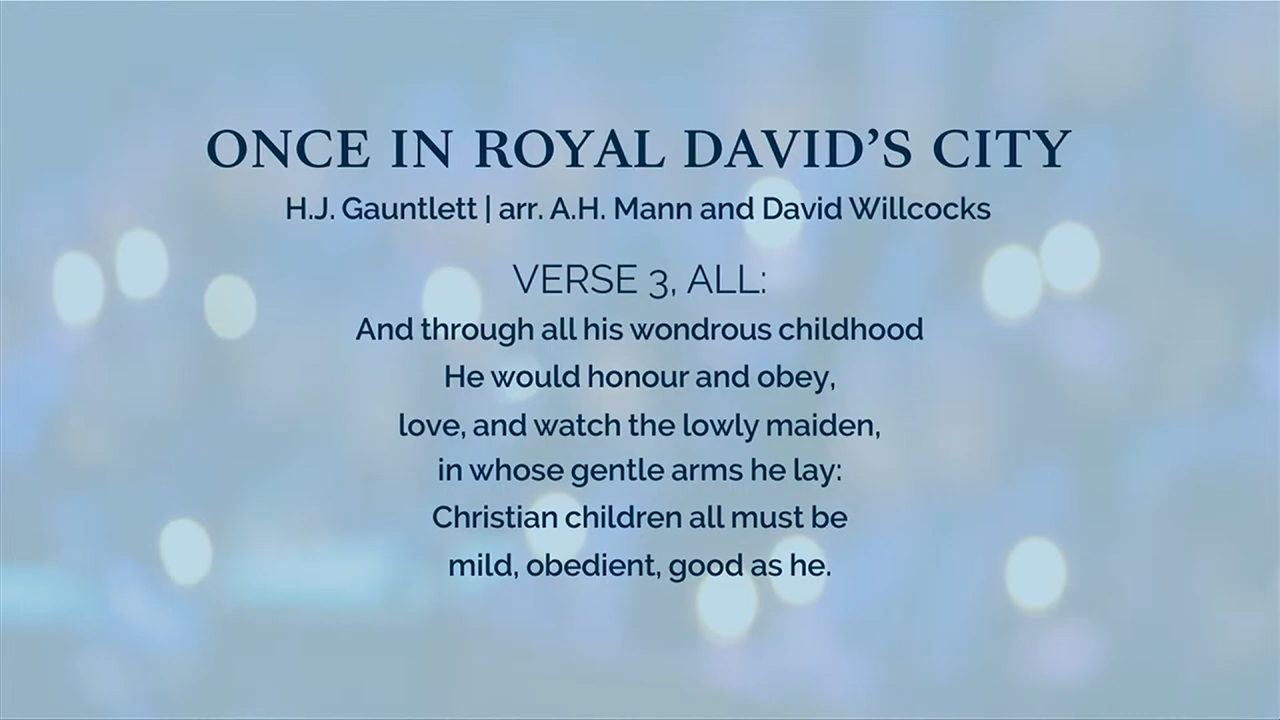 ONCE IN ROYAL DAVID’S CITY
H.J. Gauntlett | arr. A.H. Mann and David Willcocks
VERSE 3, ALL:
And through all his wondrous childhood
He would honour and obey,
love, and watch the lowly maiden,
in whose gentle arms he lay:
Christian children all must be
mild, obedient, good as he.